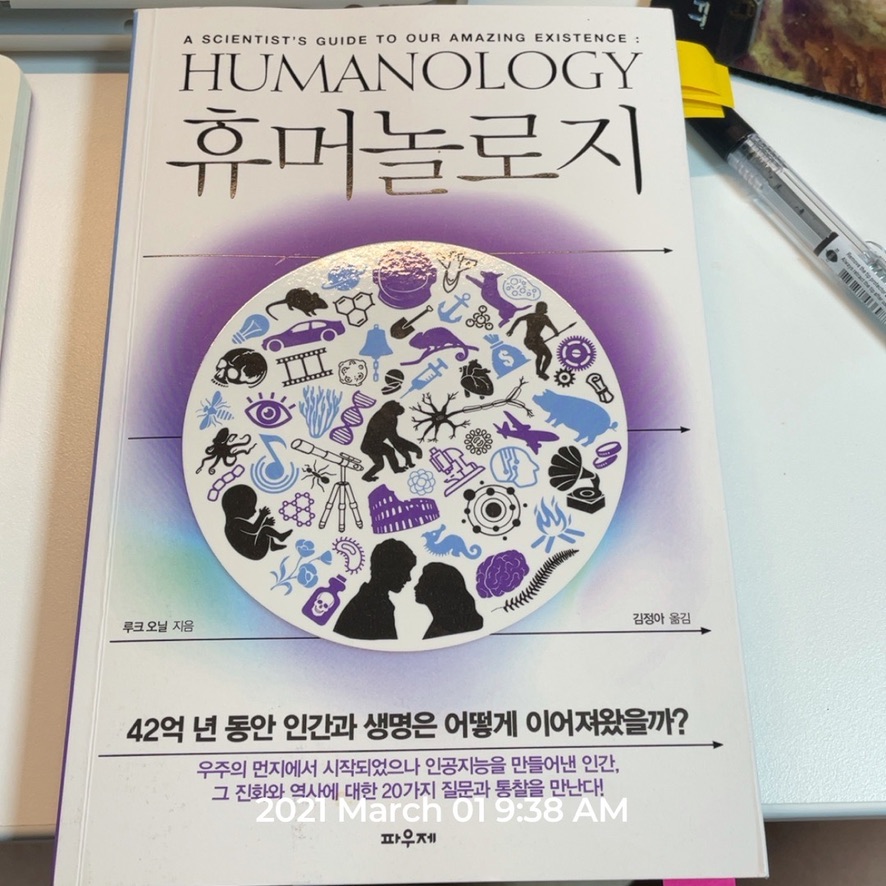 A SCIENTIST'S GUIDE TO OUR AMAZING EXISTENCE :
HUMANOLOGY
휴머놀로지
루크 오닐 지음
김정아 옮김
42억 년 동안 인간과 생명은 어떻게 이어져왔을까?
우주의 먼지에서 시작되었으나 인공지능을 만들어낸 인간,
그 진화와 역사에 대한 20가지 질문과 통찰을 만난다!
2021 March 01 9:38 AM
파우제